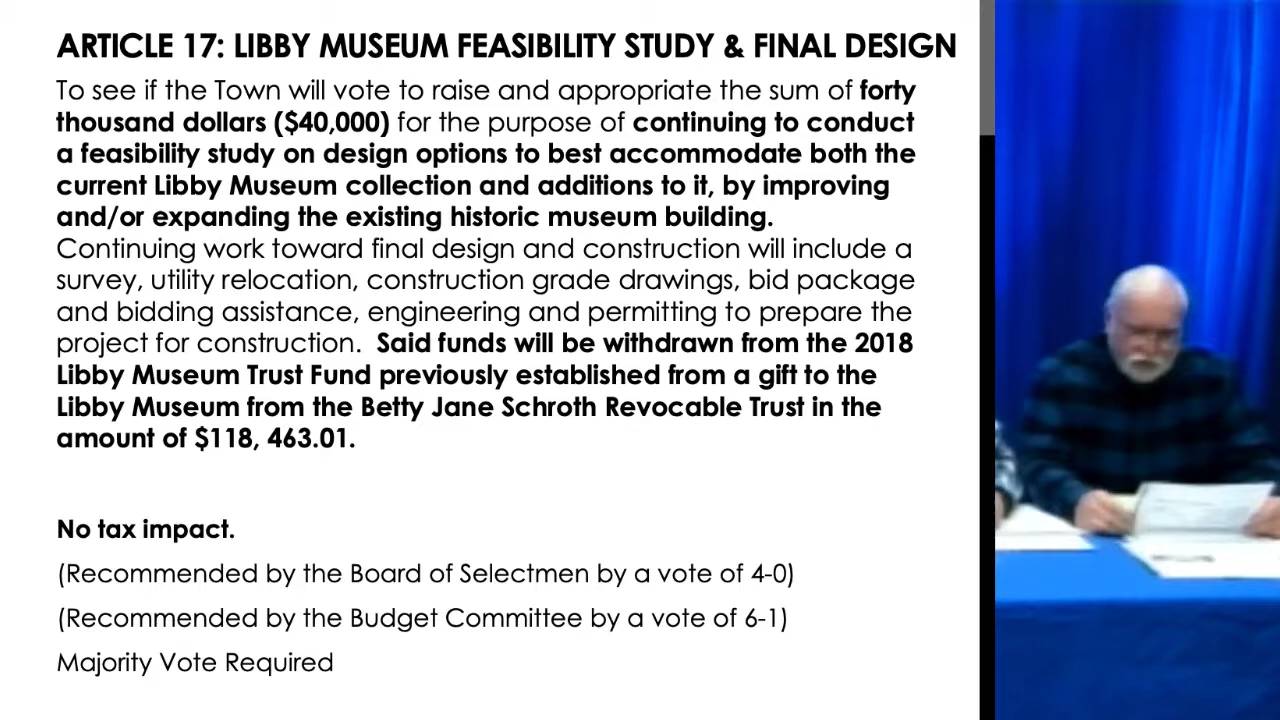 ARTICLE 17: LIBBY MUSEUM FEASIBILITY STUDY & FINAL DESIGN
To see if the Town will vote to raise and appropriate the sum of forty
thousand dollars ($40,000) for the purpose of continuing to conduct
a feasibility study on design options to best accommodate both the
current Libby Museum collection and additions to it, by improving
and/or expanding the existing historic museum building.
Continuing work toward final design and construction will include a
survey, utility relocation, construction grade drawings, bid package
and bidding assistance, engineering and permitting to prepare the
project for construction.  Said funds will be withdrawn from the 2018
Libby Museum Trust Fund previously established from a gift to the
Libby Museum from the Betty Jane Schroth Revocable Trust in the
amount of $118, 463.01.
No tax impact.
(Recommended by the Board of Selectmen by a vote of 4-0)
(Recommended by the Budget Committee by a vote of 6-1)
Majority Vote Required